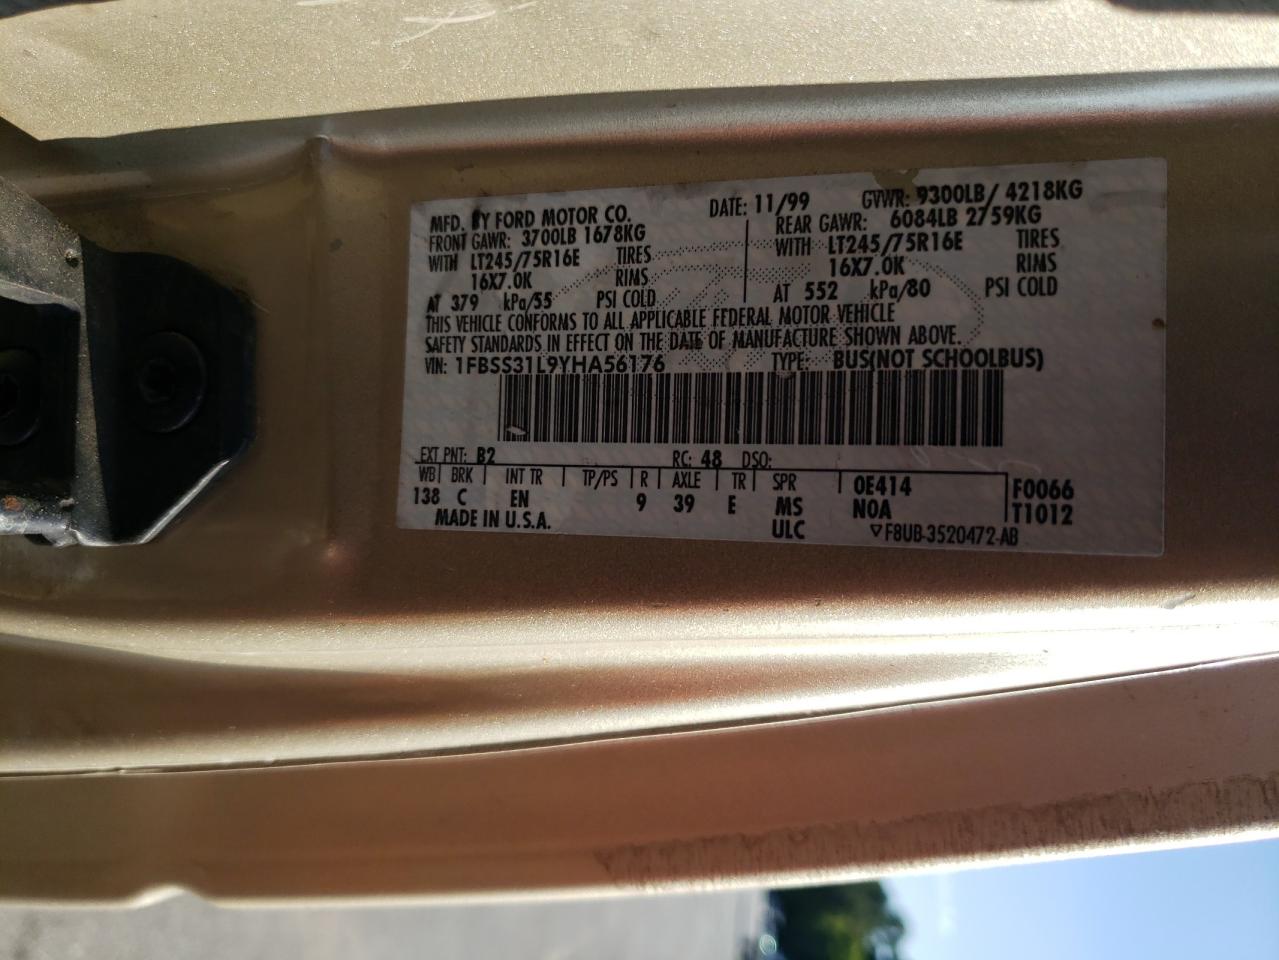 MFD. BY FORD MOTOR CO. DATE: 11/99 GVWR: 9300LB/ 4218KG
FRONT GAWR: 3700LB 1678KG REAR GAWR: 6084LB 2759KG
WITH LT245/75R16E TIRES WITH LT245/75R16E TIRES
16X7.0K RIMS 16X7.0K RIMS
AT 379 kPa/55 PSI COLD AT 552 kPa/80 PSI COLD
THIS VEHICLE CONFORMS TO ALL APPLICABLE FEDERAL MOTOR VEHICLE
SAFETY STANDARDS IN EFFECT ON THE DATE OF MANUFACTURE SHOWN ABOVE.
VIN: 1FBSS31L9YHA56176 TYPE: BUS(NOT SCHOOLBUS)
EXT PNT: B2 RC: 48 DSO:
WB BRK INT TR TP/PS R AXLE TR SPR 0E414 F0066
138 C EN 9 39 E MS N0A T1012
MADE IN U.S.A. ULC ▽F8UB-3520472-AB